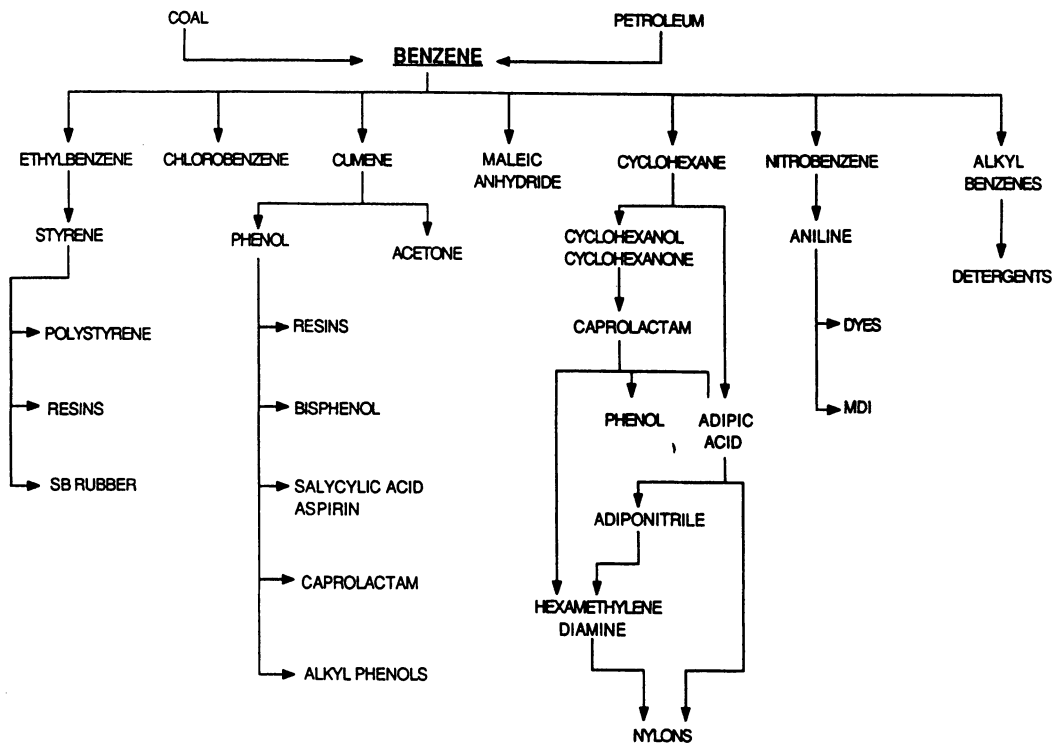 COAL
PETROLEUM
BENZENE
ETHYLBENZENE
CHLOROBENZENE
CUMENE
MALEIC
ANHYDRIDE
CYCLOHEXANE
NITROBENZENE
ALKYL
BENZENES
STYRENE
PHENOL
ACETONE
CYCLOHEXANOL
CYCLOHEXANONE
ANILINE
DETERGENTS
POLYSTYRENE
RESINS
CAPROLACTAM
DYES
RESINS
BISPHENOL
PHENOL
ADIPIC
ACID
MDI
SB RUBBER
SALYCYLIC ACID
ASPIRIN
ADIPONITRILE
CAPROLACTAM
HEXAMETHYLENE
DIAMINE
ALKYL PHENOLS
NYLONS